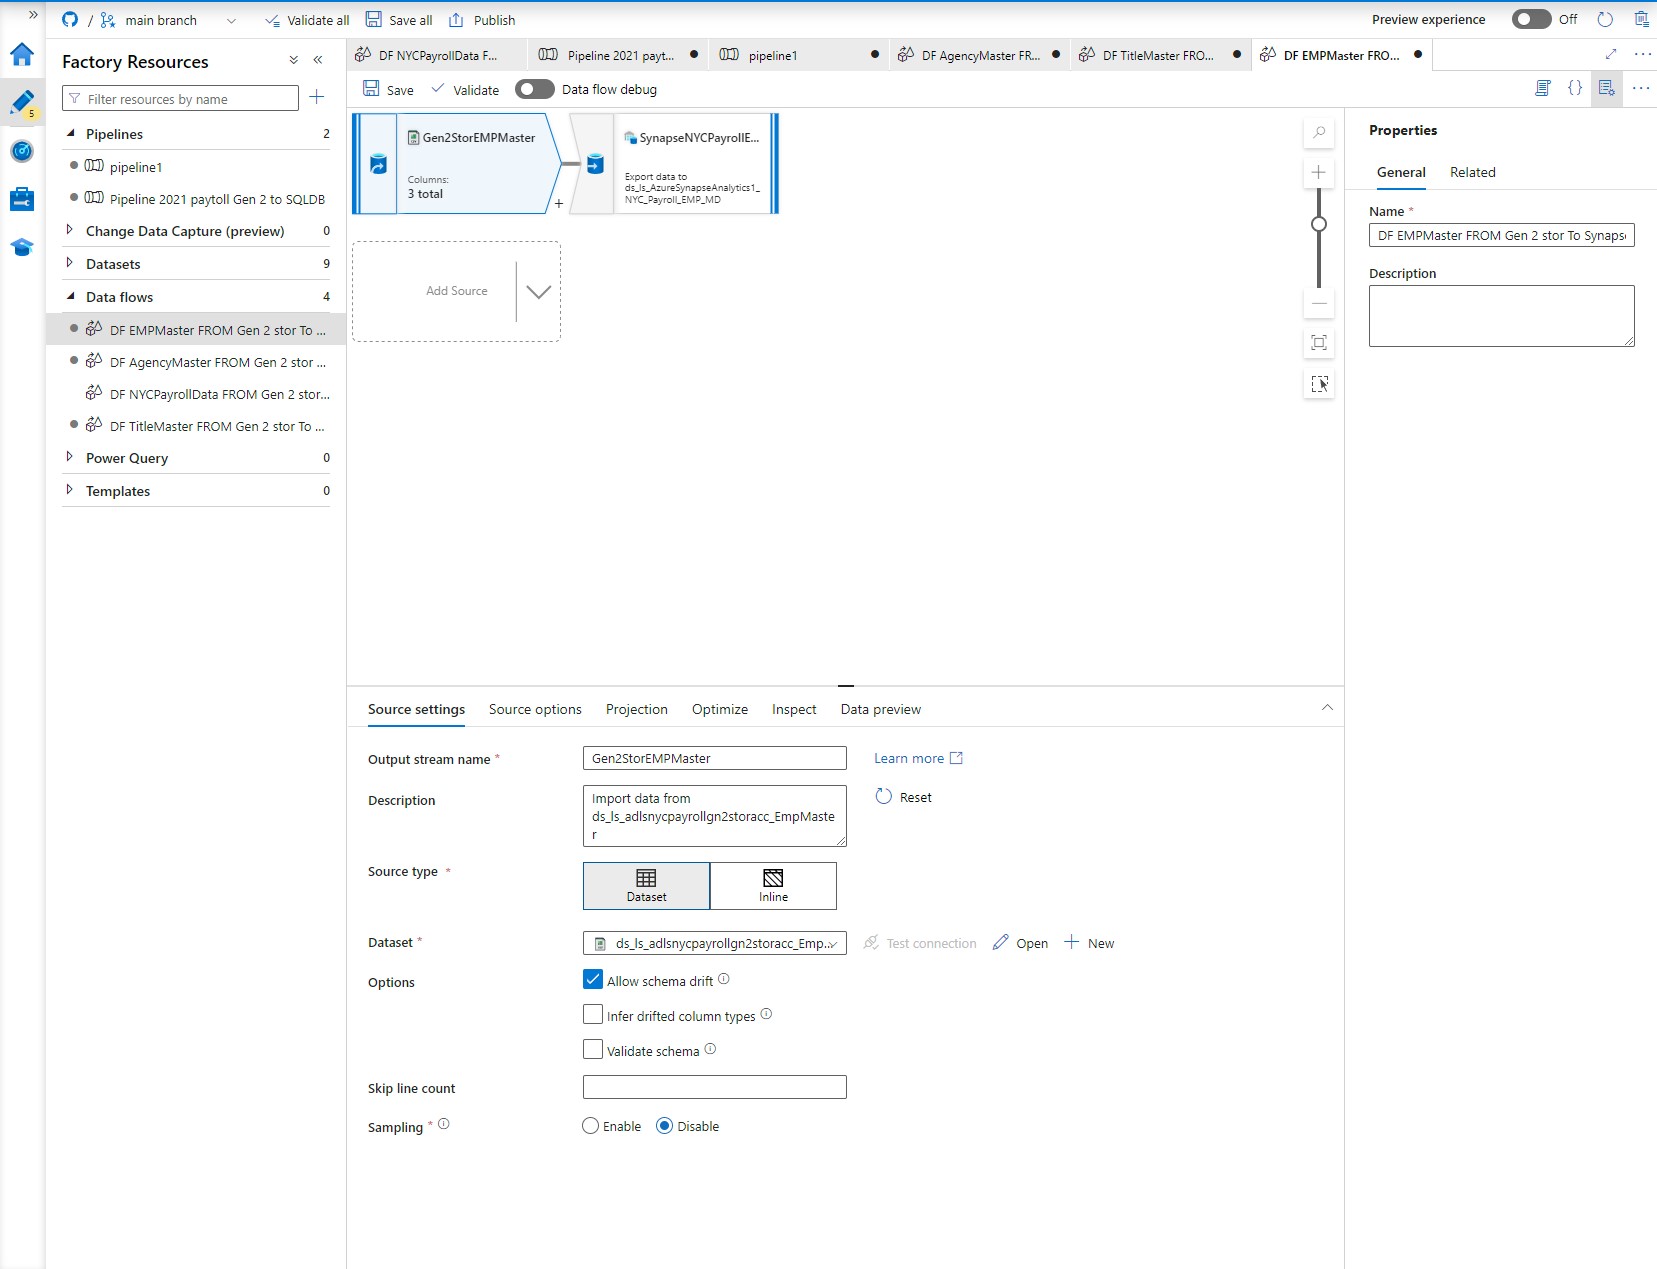 / main branch
Validate all
Save all
Publish
Preview experience
Off
5
Factory Resources
Filter resources by name
Pipelines 2
pipeline1
Pipeline 2021 paytoll Gen 2 to SQLDB
Change Data Capture (preview) 0
Datasets 9
Data flows 4
DF EMPMaster FROM Gen 2 stor To ...
DF AgencyMaster FROM Gen 2 stor ...
DF NYCPayrollData FROM Gen 2 stor...
DF TitleMaster FROM Gen 2 stor To ...
Power Query 0
Templates 0
DF NYCPayrollData F...
Pipeline 2021 payt...
pipeline1
DF AgencyMaster FR...
DF TitleMaster FRO...
DF EMPMaster FRO...
Save
Validate
Data flow debug
Gen2StorEMPMaster
Columns:
3 total
+
SynapseNYCPayrollE...
Export data to
ds_ls_AzureSynapseAnalytics1_
NYC_Payroll_EMP_MD
Add Source
Properties
General
Related
Name *
DF EMPMaster FROM Gen 2 stor To Synaps
Description
Source settings
Source options
Projection
Optimize
Inspect
Data preview
Output stream name *
Gen2StorEMPMaster
Learn more
Description
Import data from
ds_ls_adlsnycpayrollgn2storacc_EmpMaste
r
Reset
Source type *
Dataset
Inline
Dataset *
ds_ls_adlsnycpayrollgn2storacc_Emp...
Test connection
Open
New
Options
Allow schema drift
Infer drifted column types
Validate schema
Skip line count
Sampling *
Enable
Disable